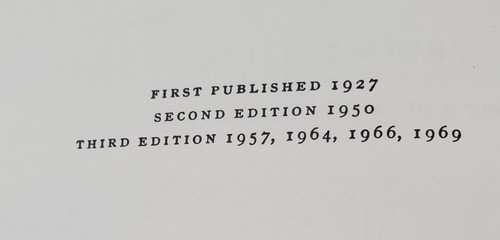 FIRST PUBLISHED 1927
SECOND EDITION 1950
THIRD EDITION 1957, 1964, 1966, 1969